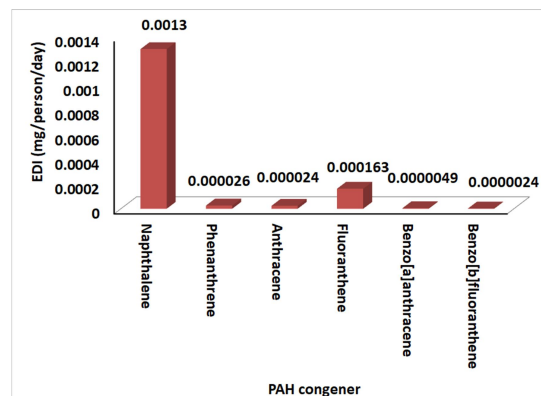 0.0013
0.0014
0.0012
0.001
0.0008
0.0006
0.0004
0.0002
0
EDI (mg/person/day)
0.000026
0.000024
0.000163
0.0000049
0.0000024
Naphthalene
Phenanthrene
Anthracene
Fluoranthene
Benzo[a]anthracene
Benzo[b]fluoranthene
PAH congener